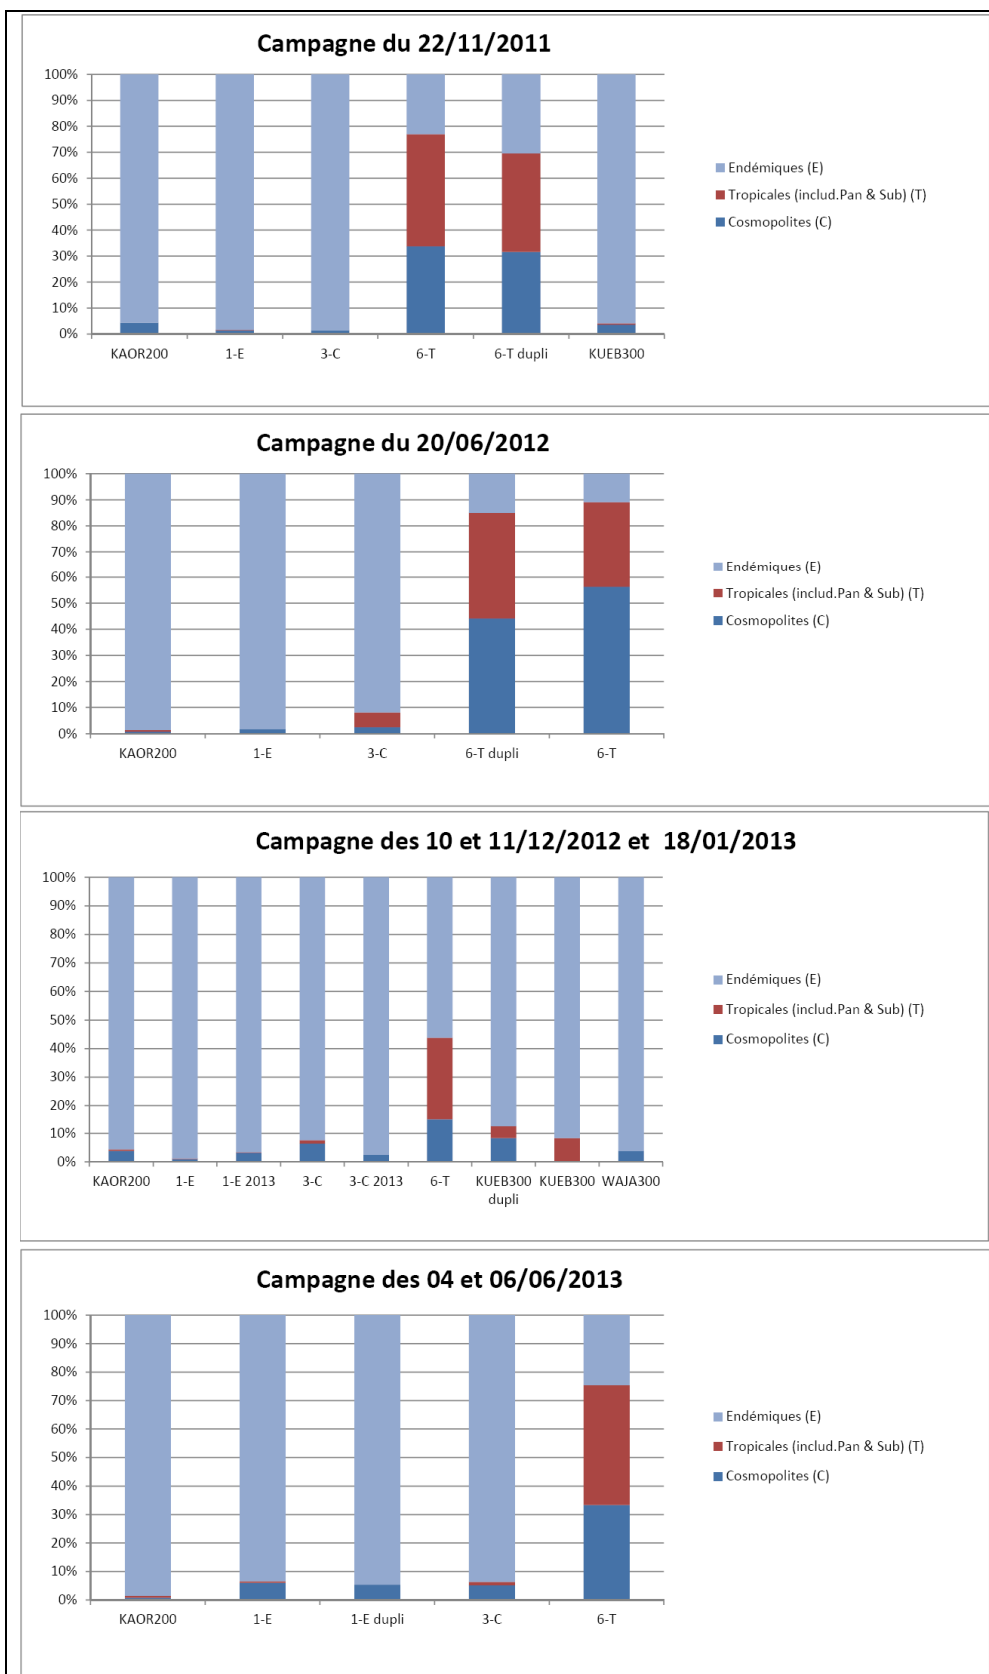 Campagne du 22/11/2011
100%
90%
80%
70%
60%
50%
40%
30%
20%
10%
0%
KAOR200 1-E 3-C 6-T 6-T dupli KUEB300
Endémiques (E)
Tropicales (includ.Pan & Sub) (T)
Cosmopolites (C)
Campagne du 20/06/2012
100%
90%
80%
70%
60%
50%
40%
30%
20%
10%
0%
KAOR200 1-E 3-C 6-T dupli 6-T
Endémiques (E)
Tropicales (includ.Pan & Sub) (T)
Cosmopolites (C)
Campagne des 10 et 11/12/2012 et 18/01/2013
100%
90%
80%
70%
60%
50%
40%
30%
20%
10%
0%
KAOR200 1-E 1-E 2013 3-C 3-C 2013 6-T KUEB300 KUEB300 WAJA300
dupli
Endémiques (E)
Tropicales (includ.Pan & Sub) (T)
Cosmopolites (C)
Campagne des 04 et 06/06/2013
100%
90%
80%
70%
60%
50%
40%
30%
20%
10%
0%
KAOR200 1-E 1-E dupli 3-C 6-T
Endémiques (E)
Tropicales (includ.Pan & Sub) (T)
Cosmopolites (C)